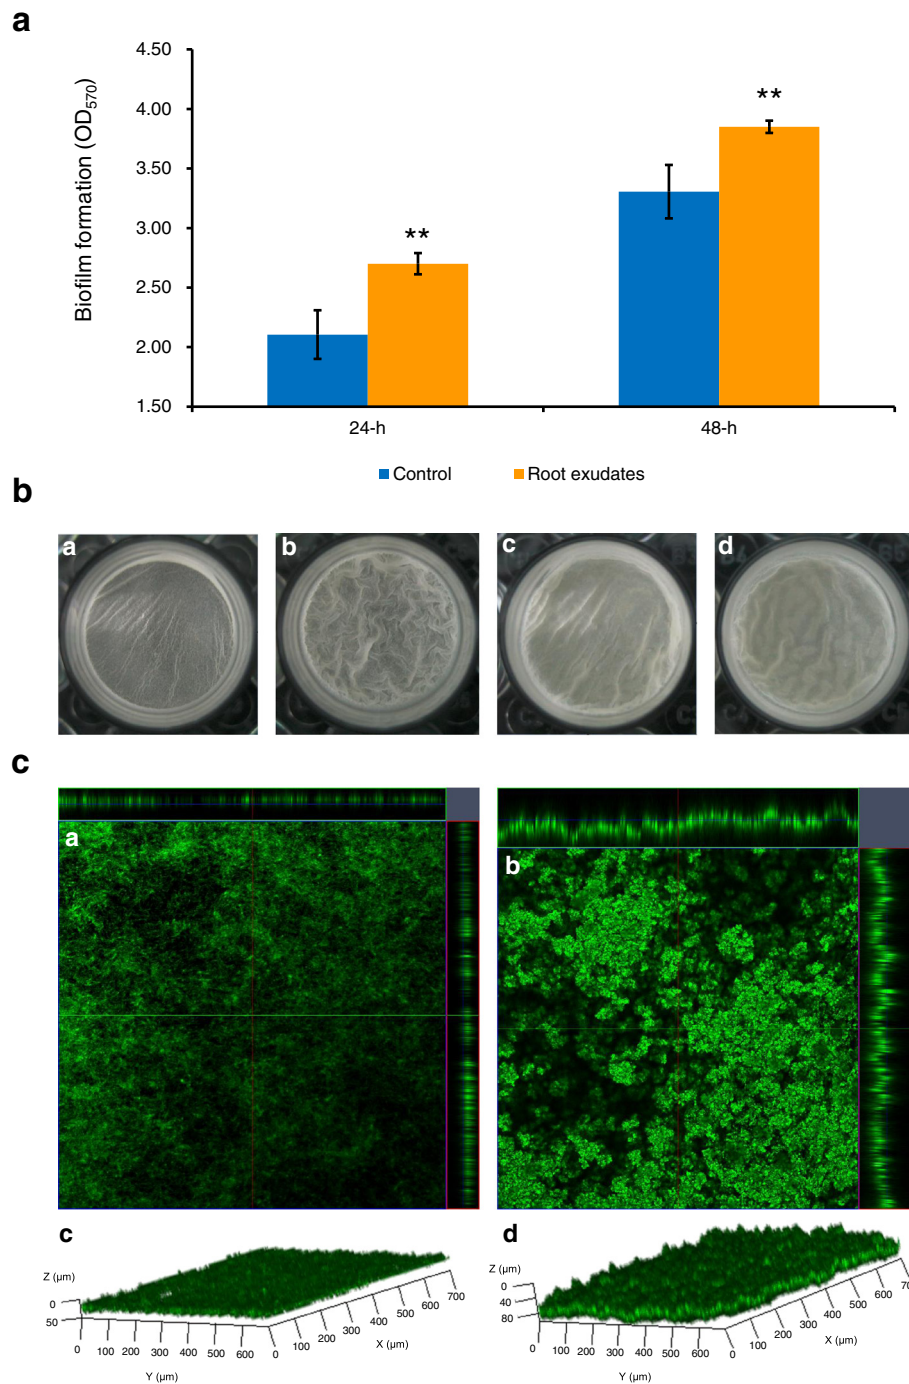 a
4.50
4.00
3.50
3.00
2.50
2.00
1.50
Biofilm formation (OD570)
**
**
24-h
48-h
Control
Root exudates
b
a
b
c
d
c
a
b
c
Z (µm)
0
50
0
100
200
300
400
500
600
Y (µm)
0
100
200
300
400
500
600
700
X (µm)
d
Z (µm)
0
40
80
0
100
200
300
400
500
600
Y (µm)
0
100
200
300
400
500
600
X (µm)